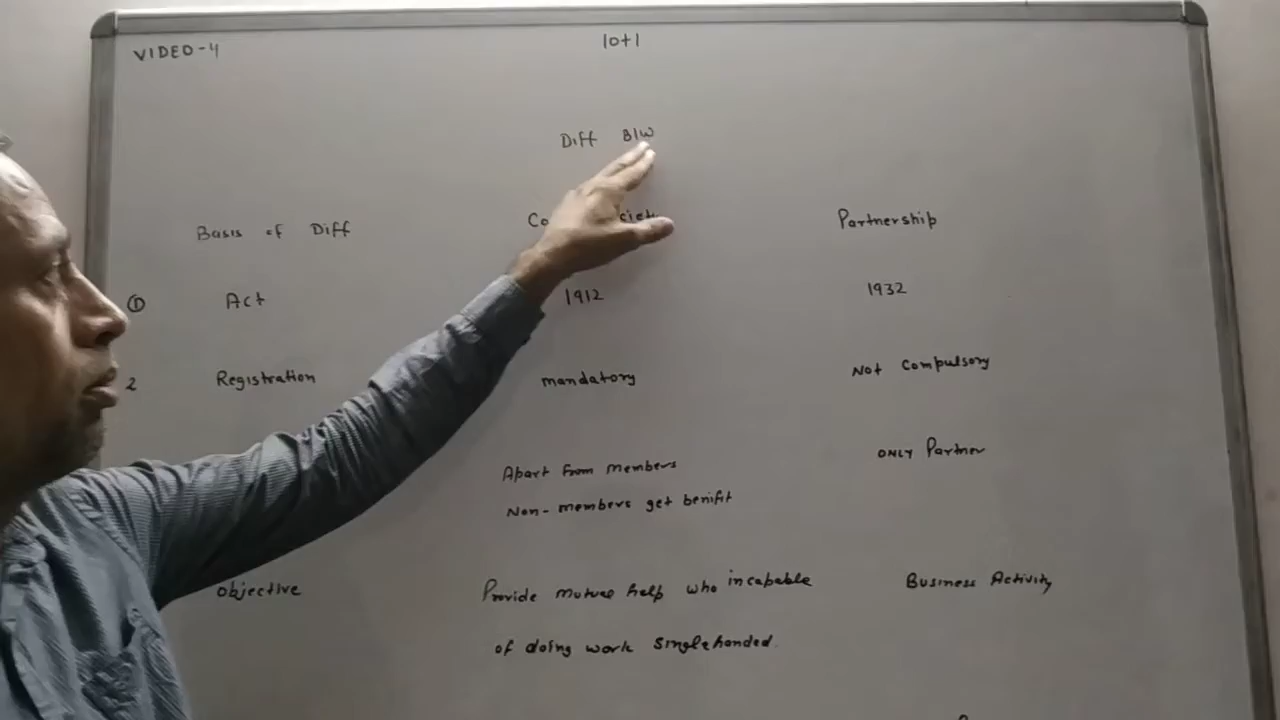 VIDEO-4
10+1
Diff B/W
Basis of Diff Partnership
① Act 1912 1932
2 Registration mandatory Not Compulsory
Apart from members ONLY Partner
Non-members get benifit
Objective Provide mutual help who incapable Business Activity
of doing work singlehanded.